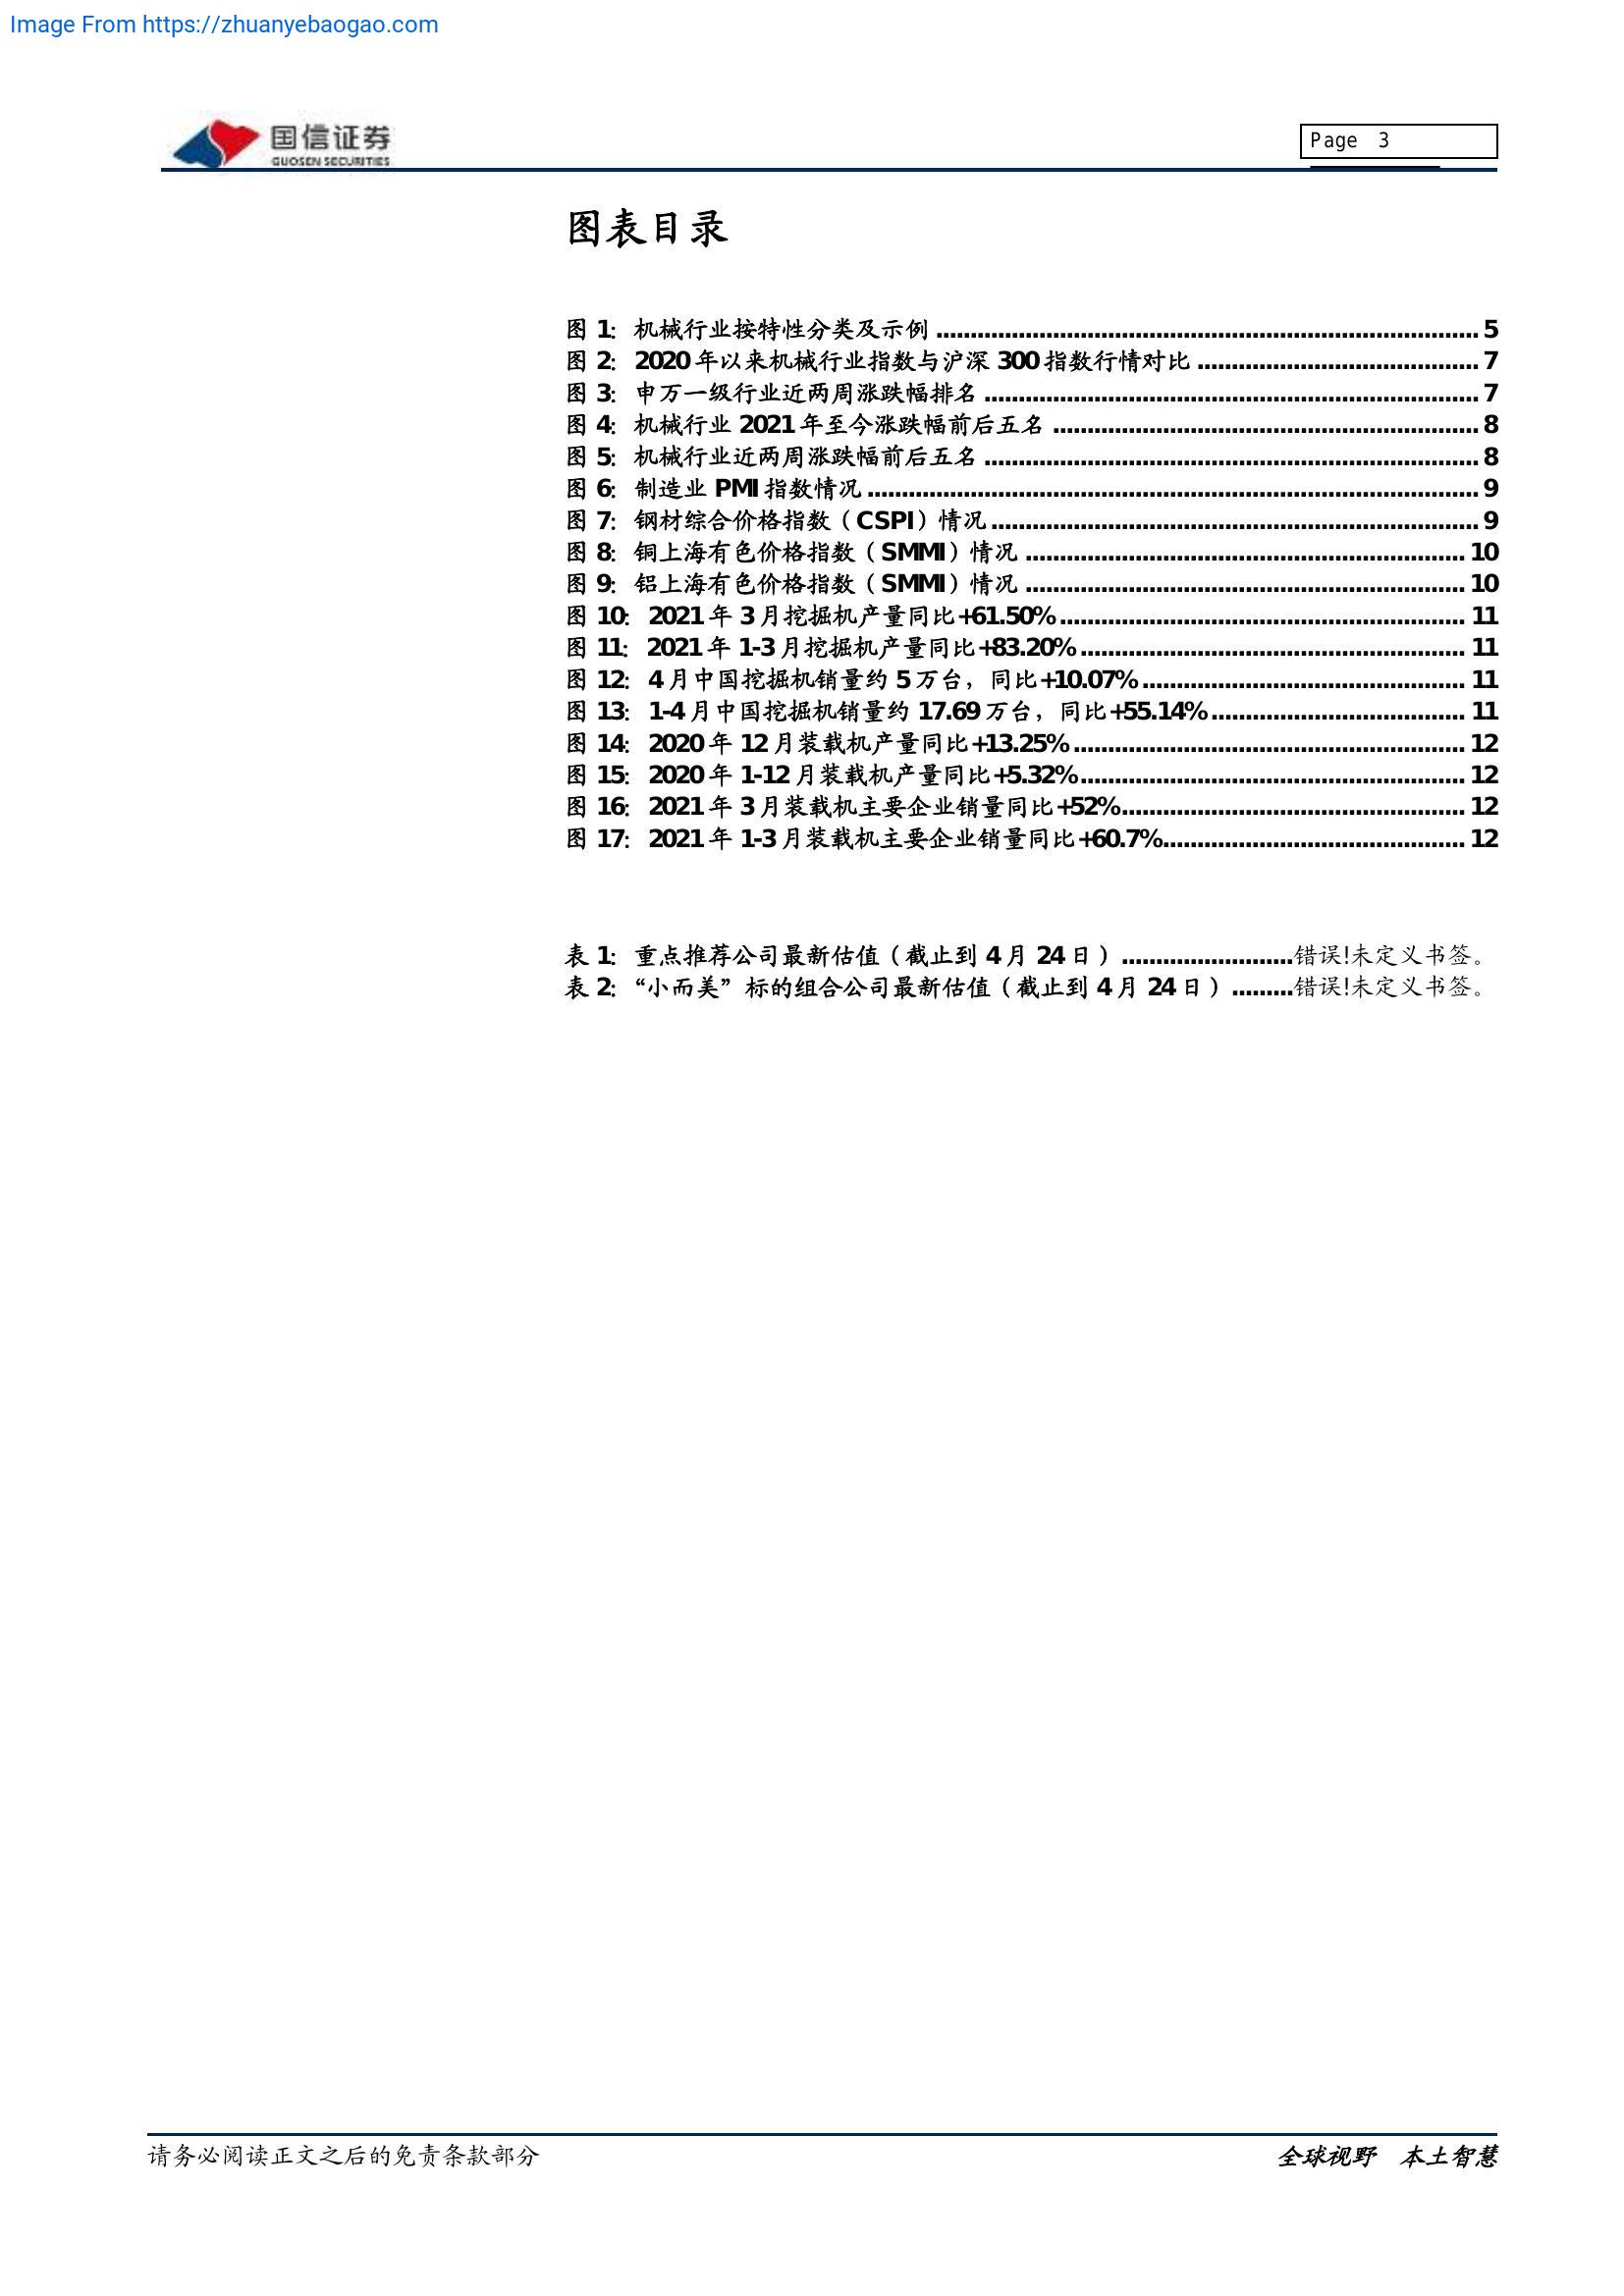 Image From https://zhuanyebaogao.com
国信证券
GUOSEN SECURITIES
Page 3
图表目录
图 1: 机械行业按特性分类及示例 ........ 5
图 2: 2020 年以来机械行业指数与沪深 300 指数行情对比 ........ 7
图 3: 申万一级行业近两周涨跌幅排名 ........ 7
图 4: 机械行业 2021 年至今涨跌幅前后五名 ........ 8
图 5: 机械行业近两周涨跌幅前后五名 ........ 8
图 6: 制造业 PMI 指数情况 ........ 9
图 7: 钢材综合价格指数（CSPI）情况 ........ 9
图 8: 铜上海有色价格指数（SMMI）情况 ........ 10
图 9: 铝上海有色价格指数（SMMI）情况 ........ 10
图 10: 2021 年 3 月挖掘机产量同比+61.50% ........ 11
图 11: 2021 年 1-3 月挖掘机产量同比+83.20% ........ 11
图 12: 4 月中国挖掘机销量约 5 万台，同比+10.07% ........ 11
图 13: 1-4 月中国挖掘机销量约 17.69 万台，同比+55.14% ........ 11
图 14: 2020 年 12 月装载机产量同比+13.25% ........ 12
图 15: 2020 年 1-12 月装载机产量同比+5.32% ........ 12
图 16: 2021 年 3 月装载机主要企业销量同比+52% ........ 12
图 17: 2021 年 1-3 月装载机主要企业销量同比+60.7% ........ 12
表 1: 重点推荐公司最新估值（截止到 4 月 24 日） ........ 错误!未定义书签。
表 2: “小而美”标的组合公司最新估值（截止到 4 月 24 日） ........ 错误!未定义书签。
请务必阅读正文之后的免责条款部分
全球视野 本土智慧